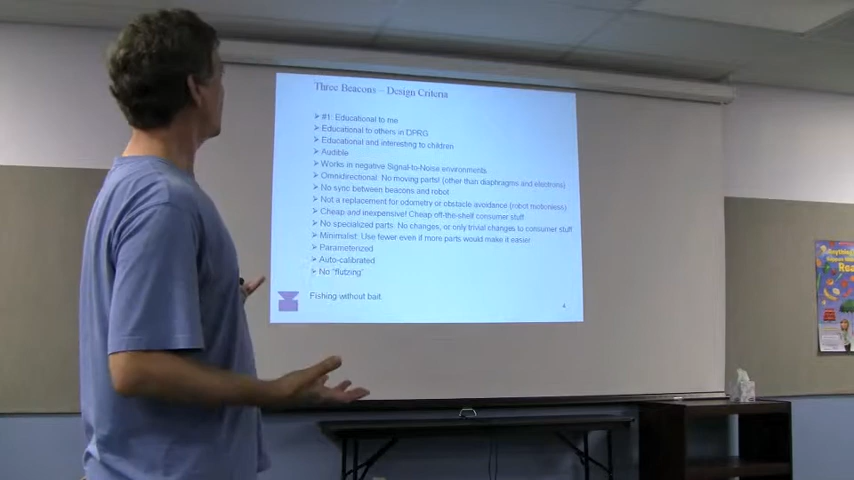 Three Beacons – Design Criteria
➢ #1: Educational to me
➢ Educational to others in DPRG
➢ Educational and interesting to children
➢ Audible
➢ Works in negative Signal-to-Noise environments
➢ Omnidirectional: No moving parts! (other than diaphragms and electrons)
➢ No sync between beacons and robot
➢ Not a replacement for odometry or obstacle avoidance (robot motionless)
➢ Cheap and inexpensive! Cheap off-the-shelf consumer stuff
➢ No specialized parts: No changes, or only trivial changes to consumer stuff
➢ Minimalist: Use fewer even if more parts would make it easier
➢ Parameterized
➢ Auto-calibrated
➢ No "flutzing"
Fishing without bait
4
Anything